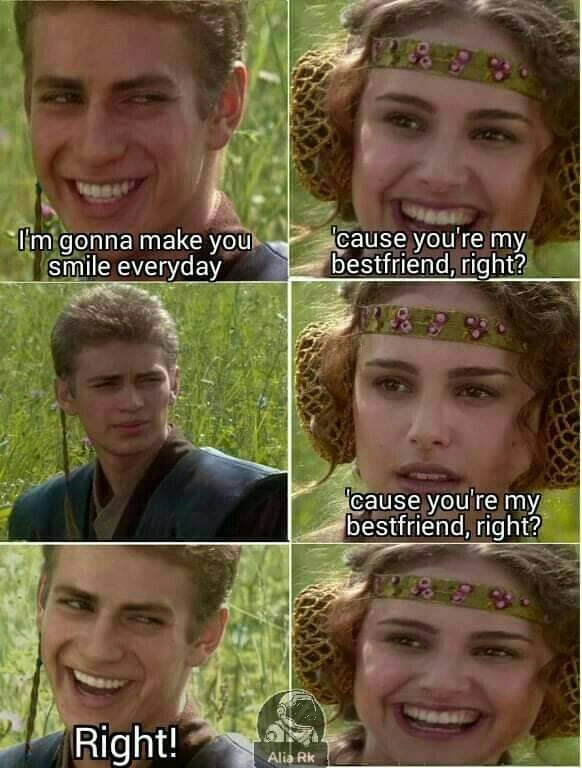 I'm gonna make you
smile everyday
'cause you're my
bestfriend, right?
'cause you're my
bestfriend, right?
Right!
Alia Rk